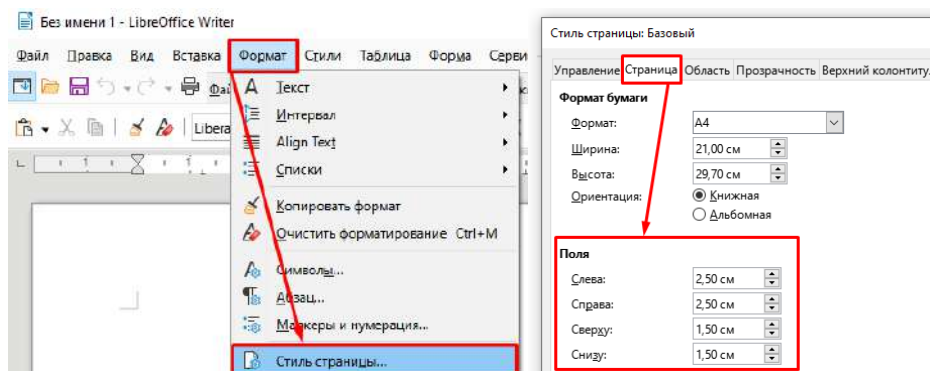 Без имени 1 - LibreOffice Writer
Файл Правка Вид Вставка Формат Стили Таблица Форма Серви
Libera
Текст
Интервал
Align Text
Списки
Копировать формат
Очистить форматирование Ctrl+M
Символы...
Абзац...
Маркеры и нумерация...
Стиль страницы...
Стиль страницы: Базовый
Управление Страница Область Прозрачность Верхний колонтиту
Формат бумаги
Формат: A4
Ширина: 21,00 см
Высота: 29,70 см
Ориентация: Книжная
Альбомная
Поля
Слева: 2,50 см
Справа: 2,50 см
Сверху: 1,50 см
Снизу: 1,50 см